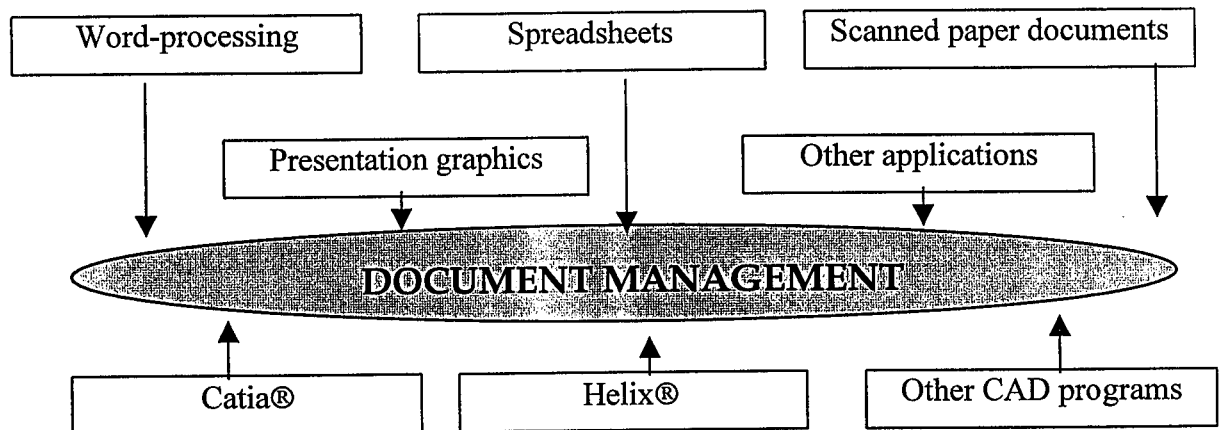 Word-processing
Spreadsheets
Scanned paper documents
Presentation graphics
Other applications
DOCUMENT MANAGEMENT
Catia®
Helix®
Other CAD programs